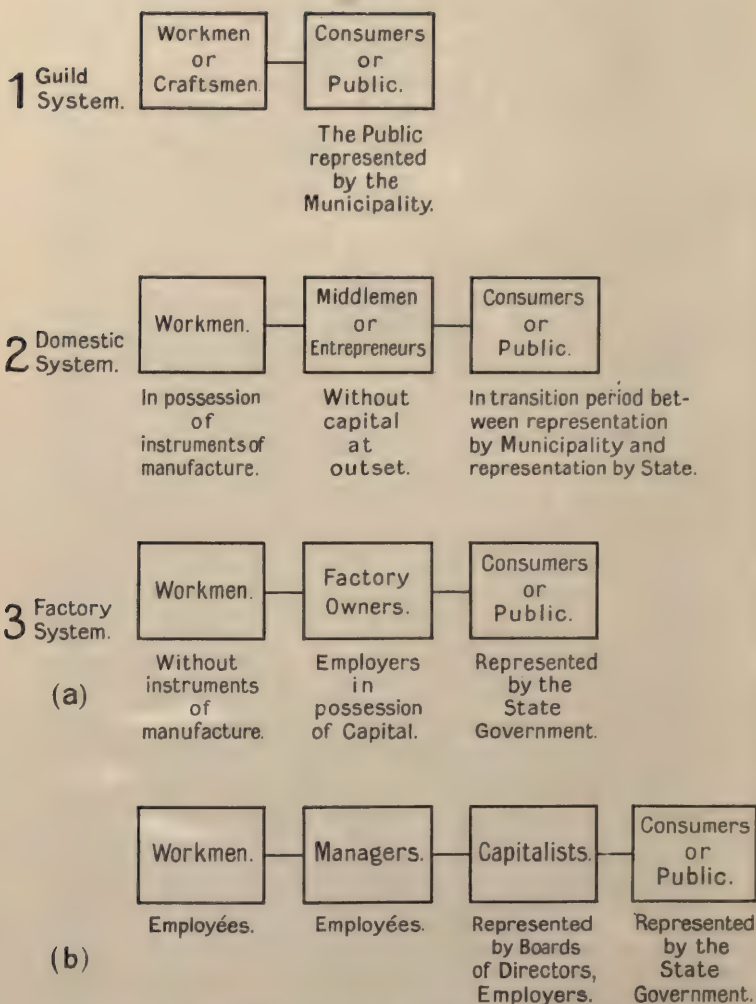 1 Guild
System.
Workmen
or
Craftsmen.
Consumers
or
Public.
The Public
represented
by the
Municipality.
2 Domestic
System.
Workmen.
In possession
of
instruments of
manufacture.
Middlemen
or
Entrepreneurs
Without
capital
at
outset.
Consumers
or
Public.
In transition period bet-
ween representation
by Municipality and
representation by State.
3 Factory
System.
(a)
Workmen.
Without
instruments
of
manufacture.
Factory
Owners.
Employers
in
possession
of Capital.
Consumers
or
Public.
Represented
by the
State
Government.
(b)
Workmen.
Employées.
Managers.
Employées.
Capitalists.
Represented
by Boards
of Directors,
Employers.
Consumers
or
Public.
Represented
by the
State
Government.